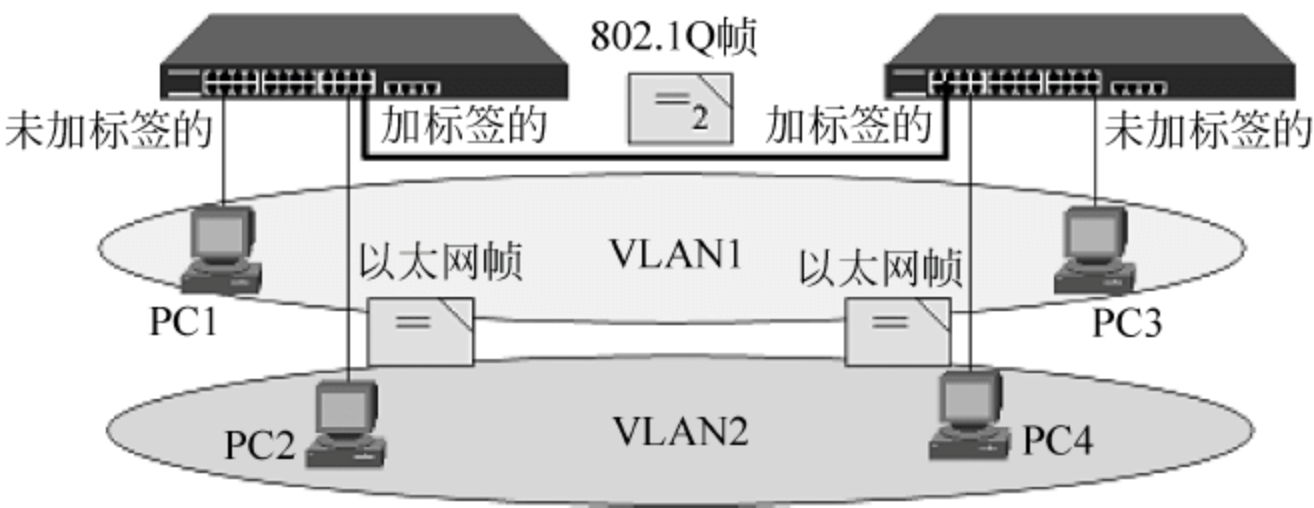 802.1Q帧
2
未加标签的
加标签的
加标签的
未加标签的
以太网帧
VLAN1
以太网帧
PC1
PC3
PC2
VLAN2
PC4